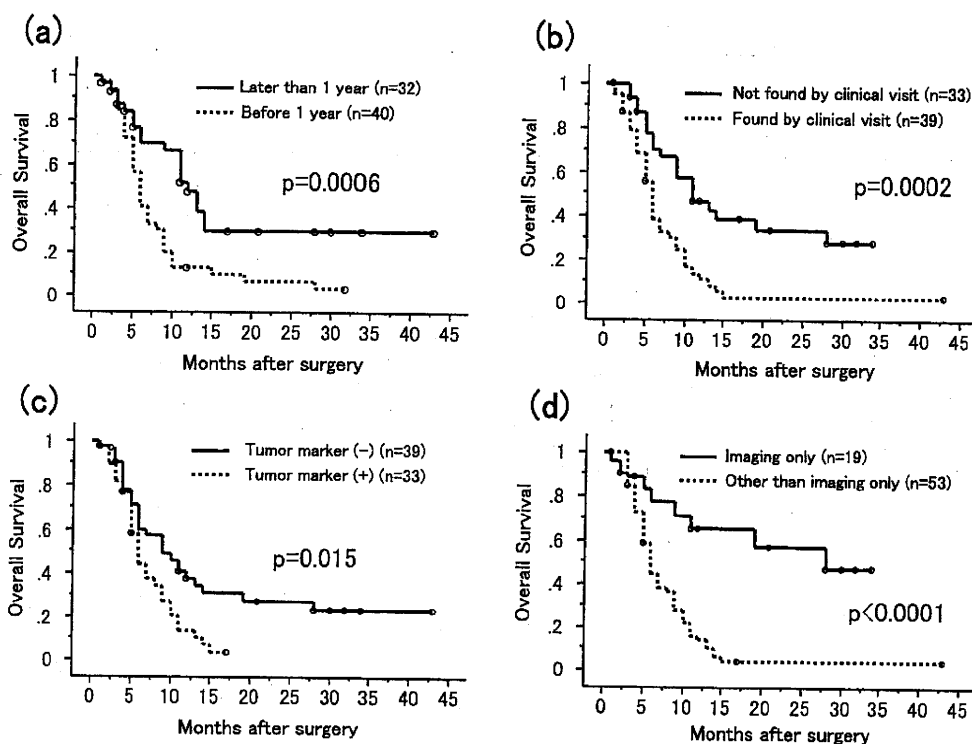 (a)
Later than 1 year (n=32)
Before 1 year (n=40)
p=0.0006
Overall Survival
1
.8
.6
.4
.2
0
0 5 10 15 20 25 30 35 40 45
Months after surgery
(b)
Not found by clinical visit (n=33)
Found by clinical visit (n=39)
p=0.0002
Overall Survival
1
.8
.6
.4
.2
0
0 5 10 15 20 25 30 35 40 45
Months after surgery
(c)
Tumor marker (-) (n=39)
Tumor marker (+) (n=33)
p=0.015
Overall Survival
1
.8
.6
.4
.2
0
0 5 10 15 20 25 30 35 40 45
Months after surgery
(d)
Imaging only (n=19)
Other than imaging only (n=53)
p<0.0001
Overall Survival
1
.8
.6
.4
.2
0
0 5 10 15 20 25 30 35 40 45
Months after surgery